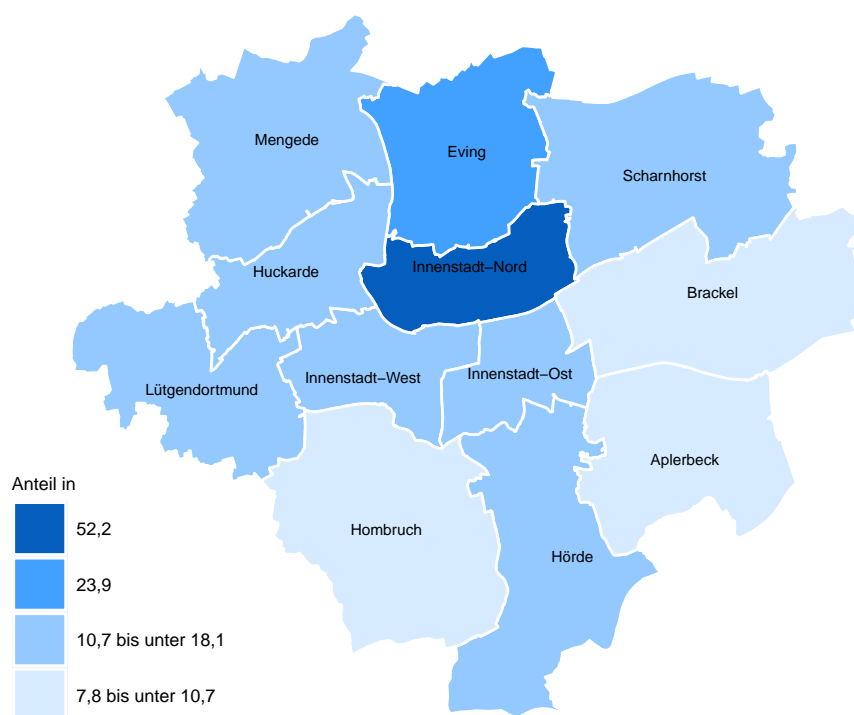 Mengede
Eving
Scharnhorst
Huckarde
Innenstadt–Nord
Brackel
Lütgendortmund
Innenstadt–West
Innenstadt–Ost
Aplerbeck
Hombruch
Hörde
Anteil in
52,2
23,9
10,7 bis unter 18,1
7,8 bis unter 10,7